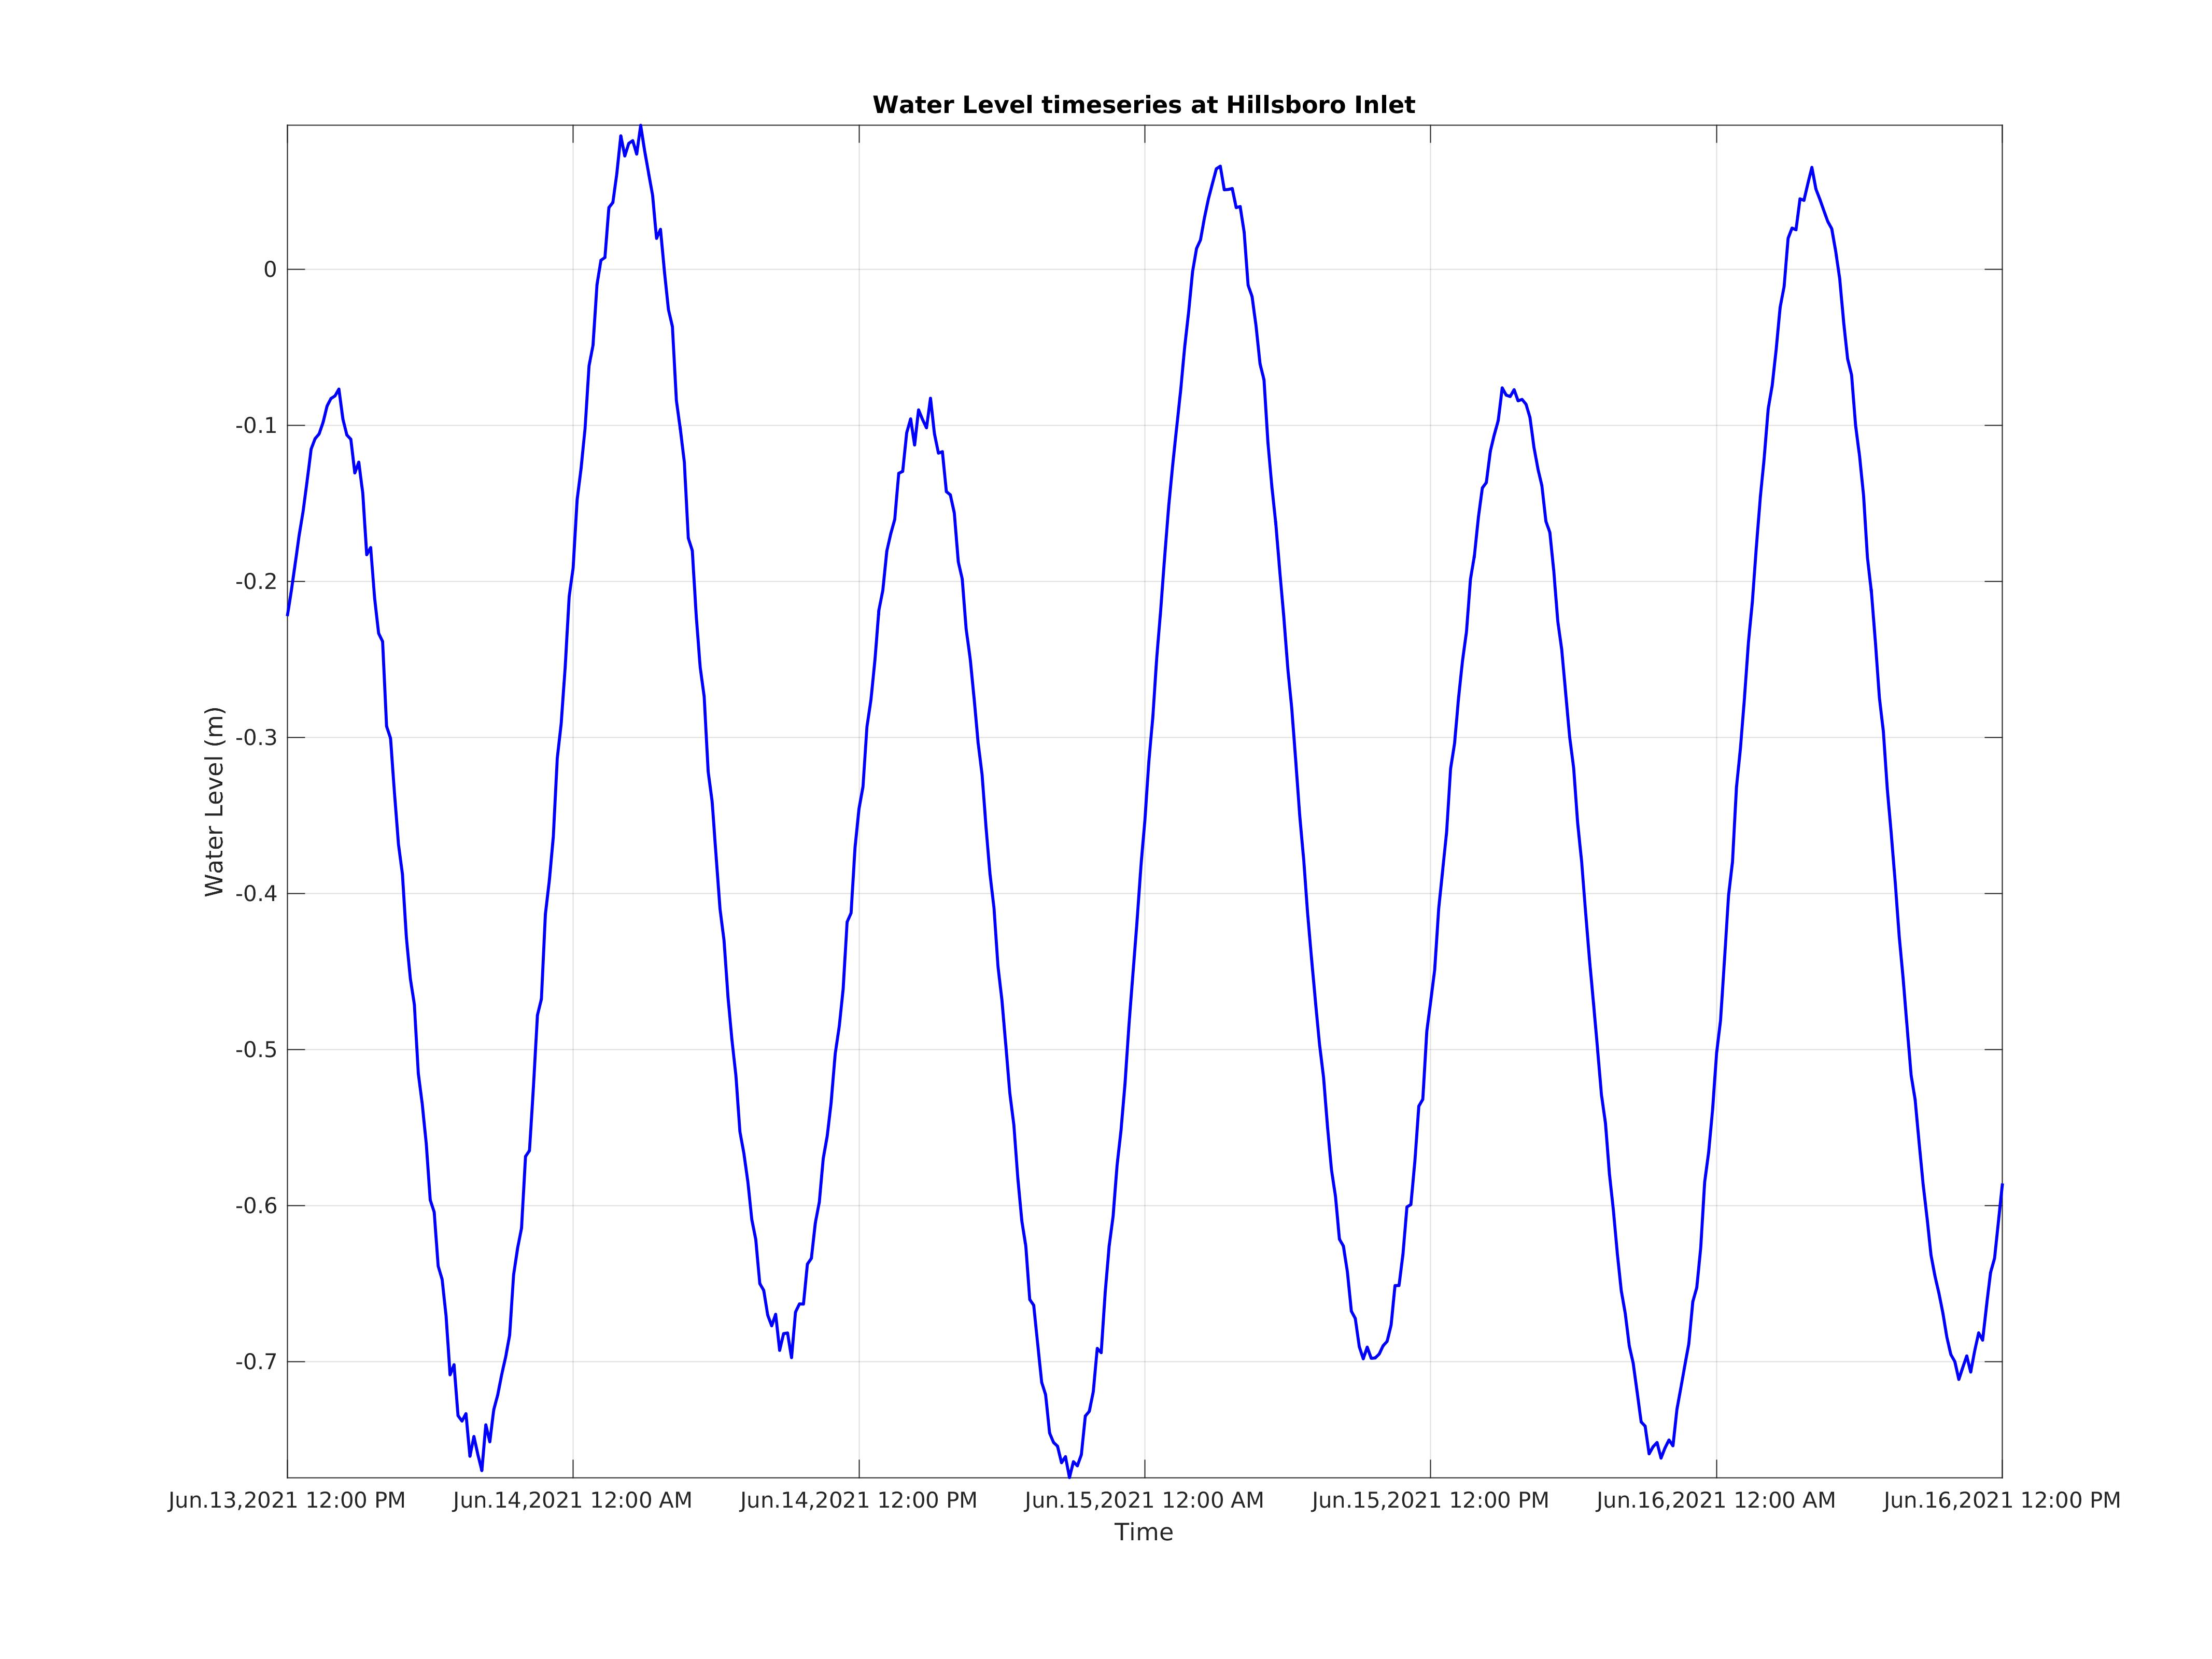 Water Level timeseries at Hillsboro Inlet
0
-0.1
-0.2
-0.3
-0.4
-0.5
-0.6
-0.7
Water Level (m)
Jun.13,2021 12:00 PM
Jun.14,2021 12:00 AM
Jun.14,2021 12:00 PM
Jun.15,2021 12:00 AM
Jun.15,2021 12:00 PM
Jun.16,2021 12:00 AM
Jun.16,2021 12:00 PM
Time